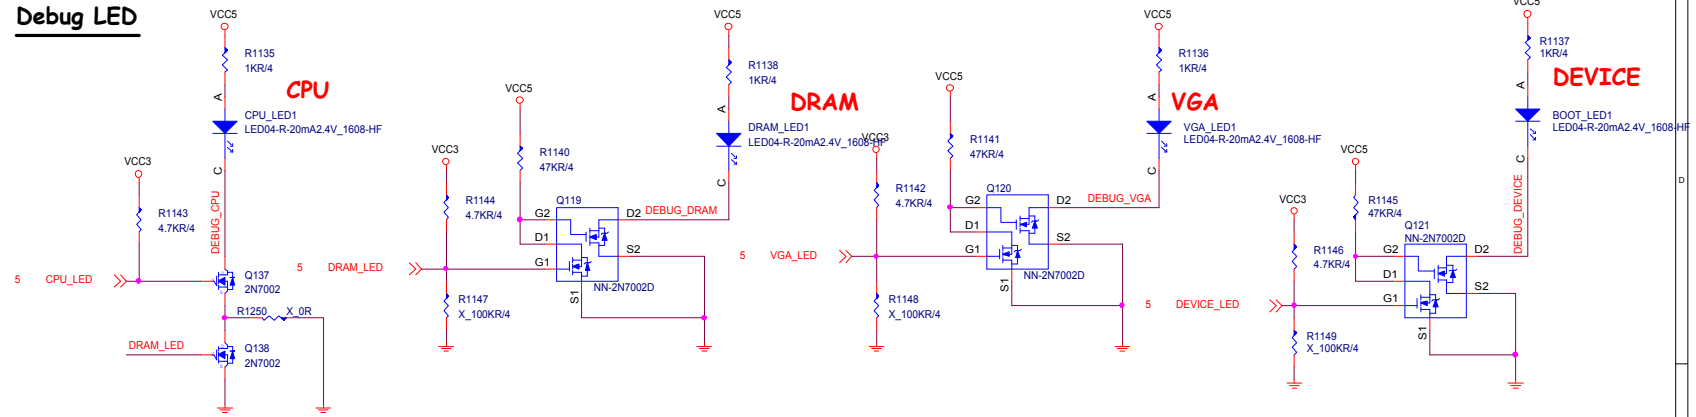 Debug LED
VCC5
R1135
1KR/4
A
CPU
CPU_LED1
LED04-R-20mA2.4V_1608-HF
C
VCC3
R1143
4.7KR/4
DEBUG_CPU
5 CPU_LED
Q137
2N7002
R1250 X_0R
DRAM_LED
Q138
2N7002
VCC5
R1138
1KR/4
A
DRAM
DRAM_LED1
LED04-R-20mA2.4V_1608-HF
C
VCC5
R1140
47KR/4
VCC3
R1144
4.7KR/4
Q119
G2
D2
DEBUG_DRAM
D1
S2
G1
S1
NN-2N7002D
5 DRAM_LED
R1147
X_100KR/4
VCC5
R1136
1KR/4
A
VGA
VGA_LED1
LED04-R-20mA2.4V_1608-HF
C
VCC5
R1141
47KR/4
VCC3
R1142
4.7KR/4
Q120
G2
D2
DEBUG_VGA
D1
S2
G1
S1
NN-2N7002D
5 VGA_LED
R1148
X_100KR/4
VCC5
R1137
1KR/4
A
DEVICE
BOOT_LED1
LED04-R-20mA2.4V_1608-HF
C
DEBUG_DEVICE
VCC5
R1145
47KR/4
VCC3
R1146
4.7KR/4
Q121
NN-2N7002D
G2
D2
D1
S2
G1
S1
5 DEVICE_LED
R1149
X_100KR/4
D